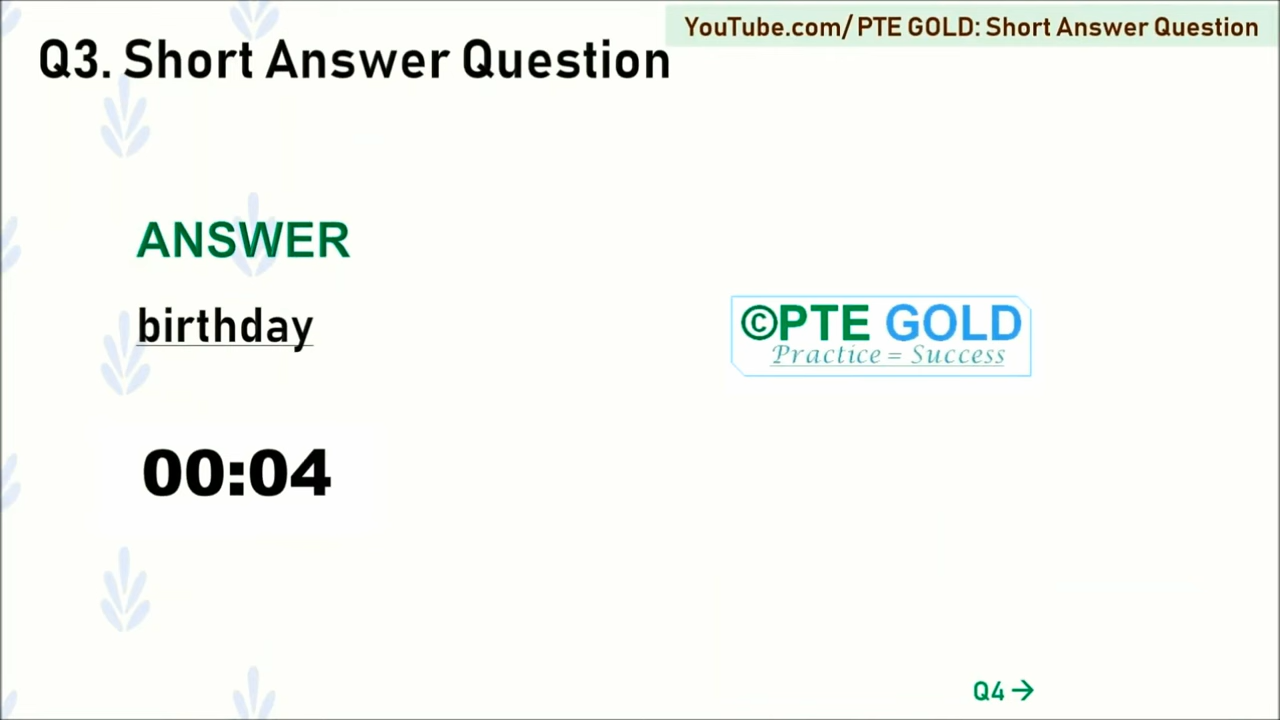 YouTube.com/ PTE GOLD: Short Answer Question
Q3. Short Answer Question
ANSWER
birthday
©PTE GOLD
Practice = Success
00:04
Q4 →